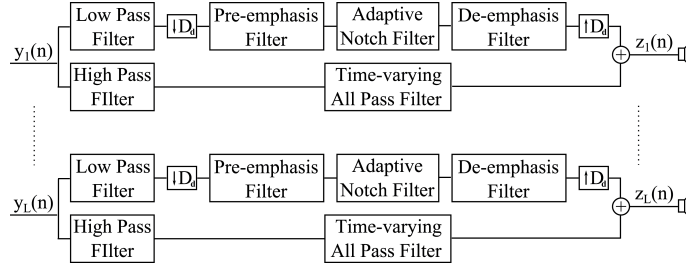 Low Pass
Filter
↓D_d
Pre-emphasis
Filter
Adaptive
Notch Filter
De-emphasis
Filter
↑D_d
y_1(n)
z_1(n)
+
High Pass
FIlter
Time-varying
All Pass Filter
Low Pass
Filter
↓D_d
Pre-emphasis
Filter
Adaptive
Notch Filter
De-emphasis
Filter
↑D_d
y_L(n)
z_L(n)
+
High Pass
FIlter
Time-varying
All Pass Filter